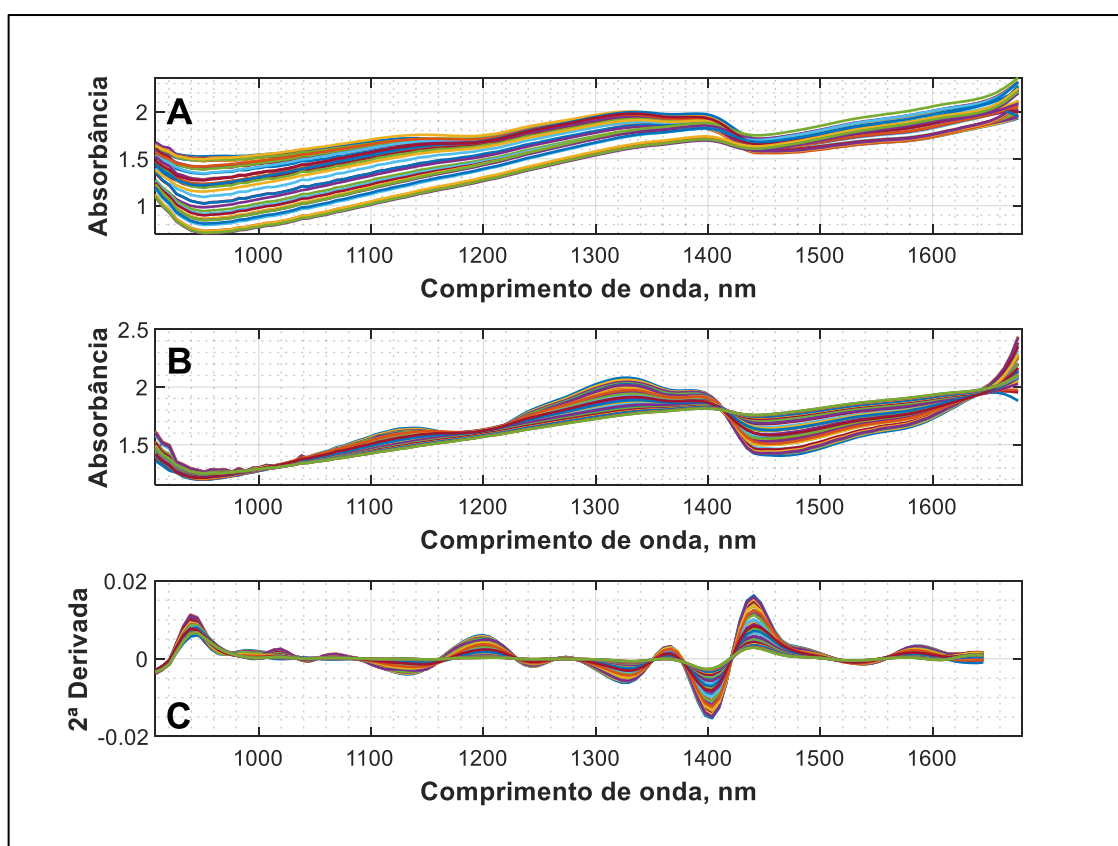 Absorbância
A
2
1.5
1
1000 1100 1200 1300 1400 1500 1600
Comprimento de onda, nm
Absorbância
B
2.5
2
1.5
1000 1100 1200 1300 1400 1500 1600
Comprimento de onda, nm
2ª Derivada
C
0.02
0
-0.02
1000 1100 1200 1300 1400 1500 1600
Comprimento de onda, nm